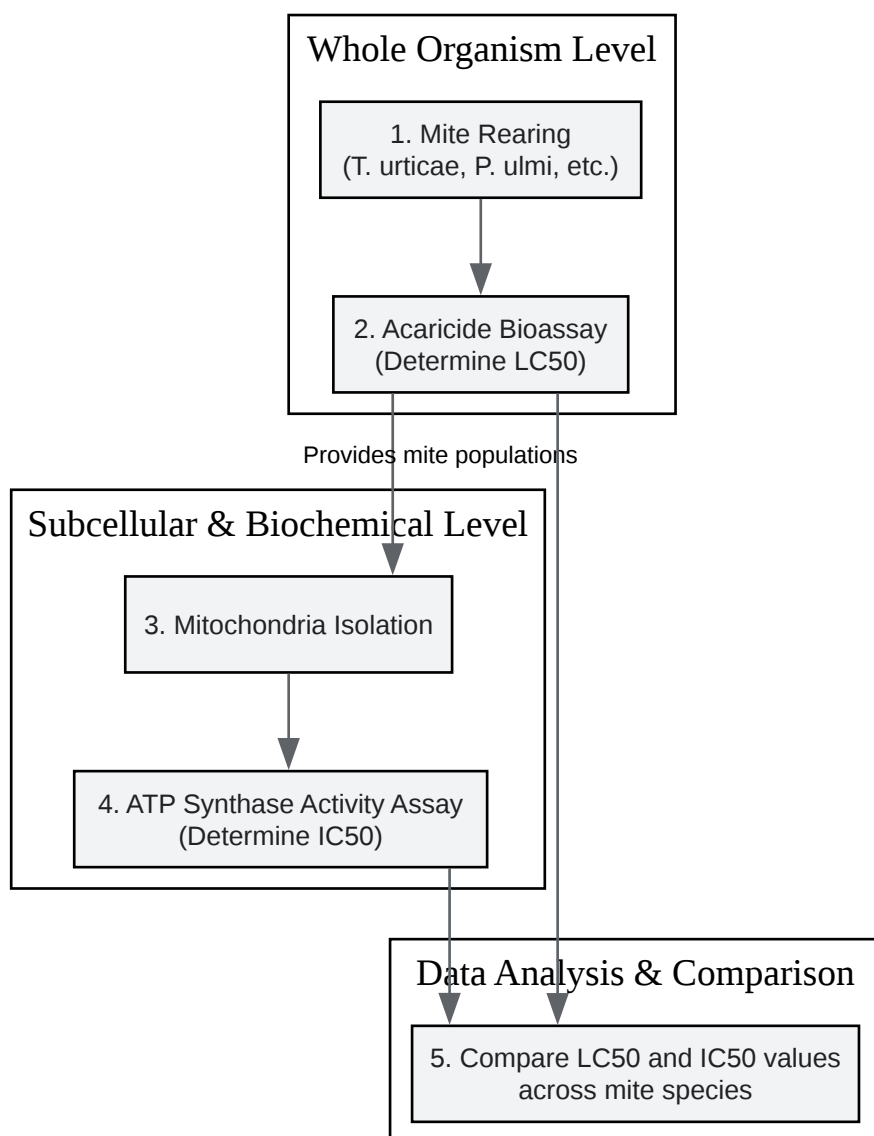 Whole Organism Level
1. Mite Rearing
(T. urticae, P. ulmi, etc.)
2. Acaricide Bioassay
(Determine LC50)
Provides mite populations
Subcellular & Biochemical Level
3. Mitochondria Isolation
4. ATP Synthase Activity Assay
(Determine IC50)
Data Analysis & Comparison
5. Compare LC50 and IC50 values
across mite species